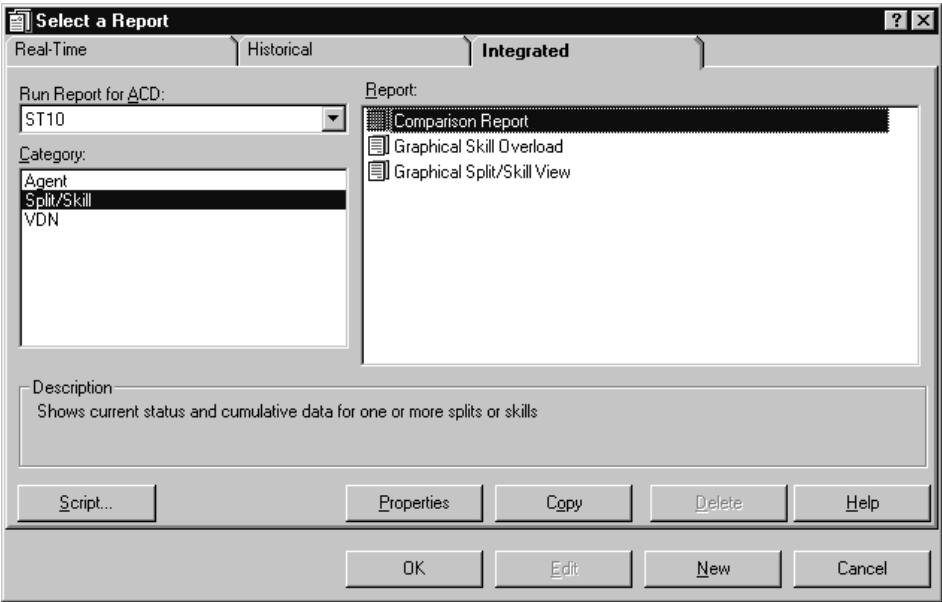 Select a Report
Real-Time
Historical
Integrated
Run Report for ACD:
ST10
Category:
Agent
Split/Skill
VDN
Report:
Comparison Report
Graphical Skill Overload
Graphical Split/Skill View
Description
Shows current status and cumulative data for one or more splits or skills
Script...
Properties
Copy
Delete
Help
OK
Edit
New
Cancel